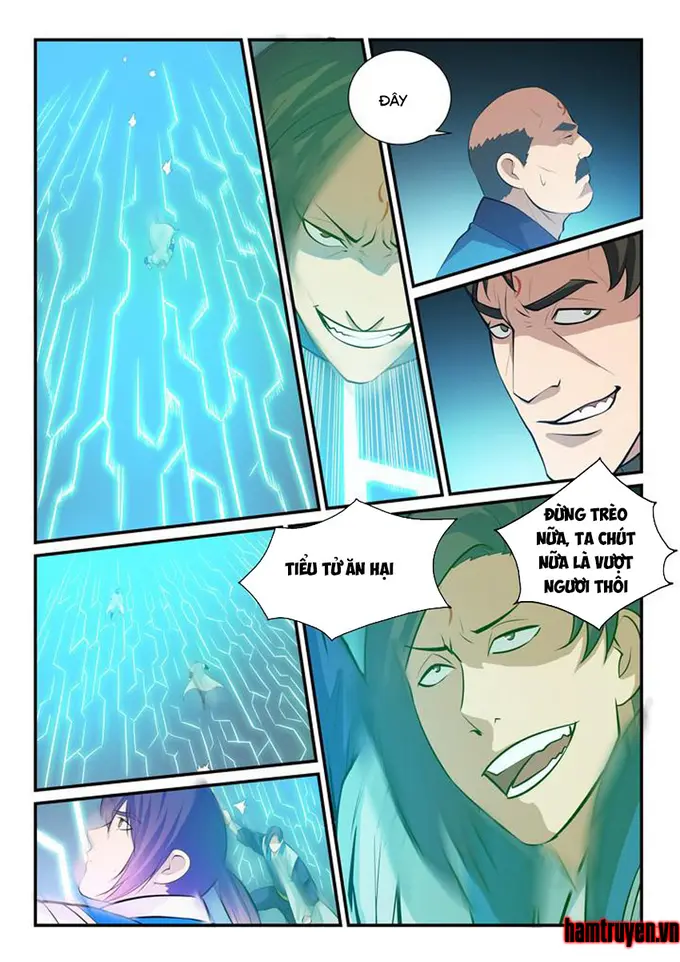 ĐÂY
TIỂU TỬ ĂN HẠI
ĐỪNG TRÈO
NỮA, TA CHÚT
NỮA LÀ VƯỢT
NGƯƠI THÔI
hamtruyen.vn